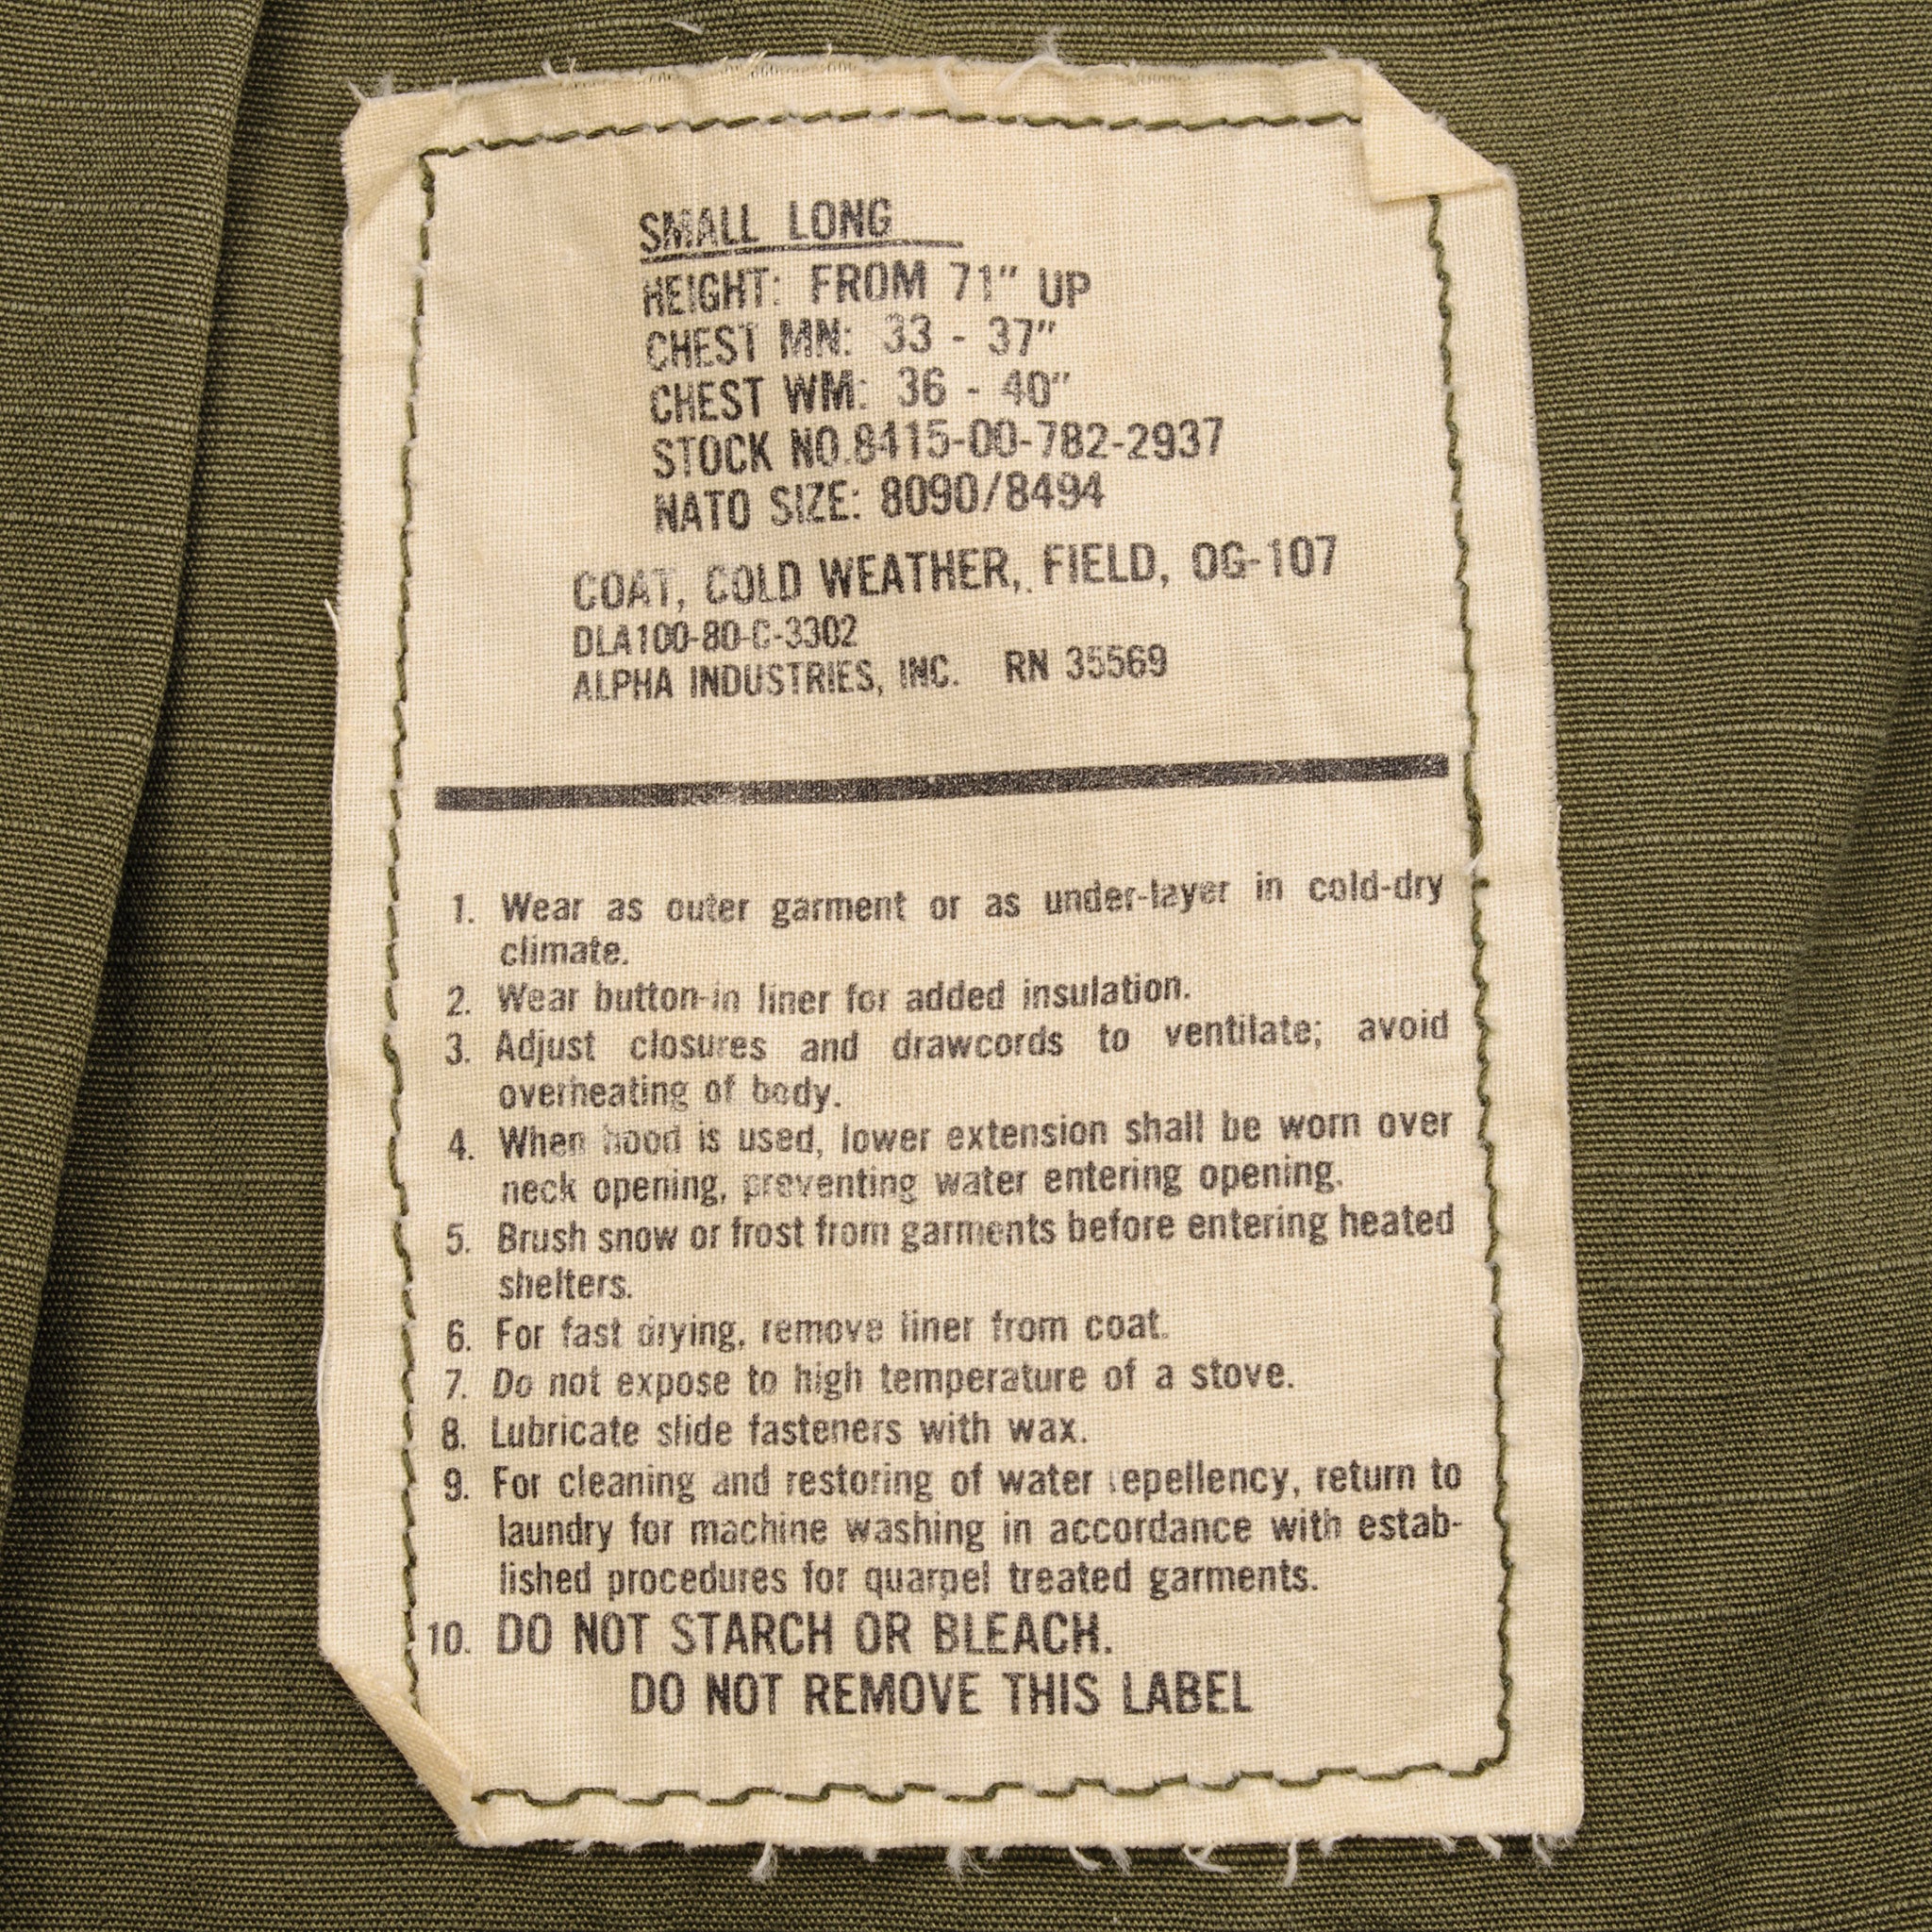 SMALL LONG
HEIGHT: FROM 71" UP
CHEST MN: 33 - 37"
CHEST WM: 36 - 40"
STOCK NO.8415-00-782-2937
NATO SIZE: 8090/8494
COAT, COLD WEATHER, FIELD, OG-107
DLA100-80-C-3302
ALPHA INDUSTRIES, INC. RN 35569
1. Wear as outer garment or as under-layer in cold-dry
climate.
2. Wear button-in liner for added insulation.
3. Adjust closures and drawcords to ventilate; avoid
overheating of body.
4. When hood is used, lower extension shall be worn over
neck opening, preventing water entering opening.
5. Brush snow or frost from garments before entering heated
shelters.
6. For fast drying, remove liner from coat.
7. Do not expose to high temperature of a stove.
8. Lubricate slide fasteners with wax.
9. For cleaning and restoring of water repellency, return to
laundry for machine washing in accordance with estab-
lished procedures for quarpel treated garments.
10. DO NOT STARCH OR BLEACH.
DO NOT REMOVE THIS LABEL